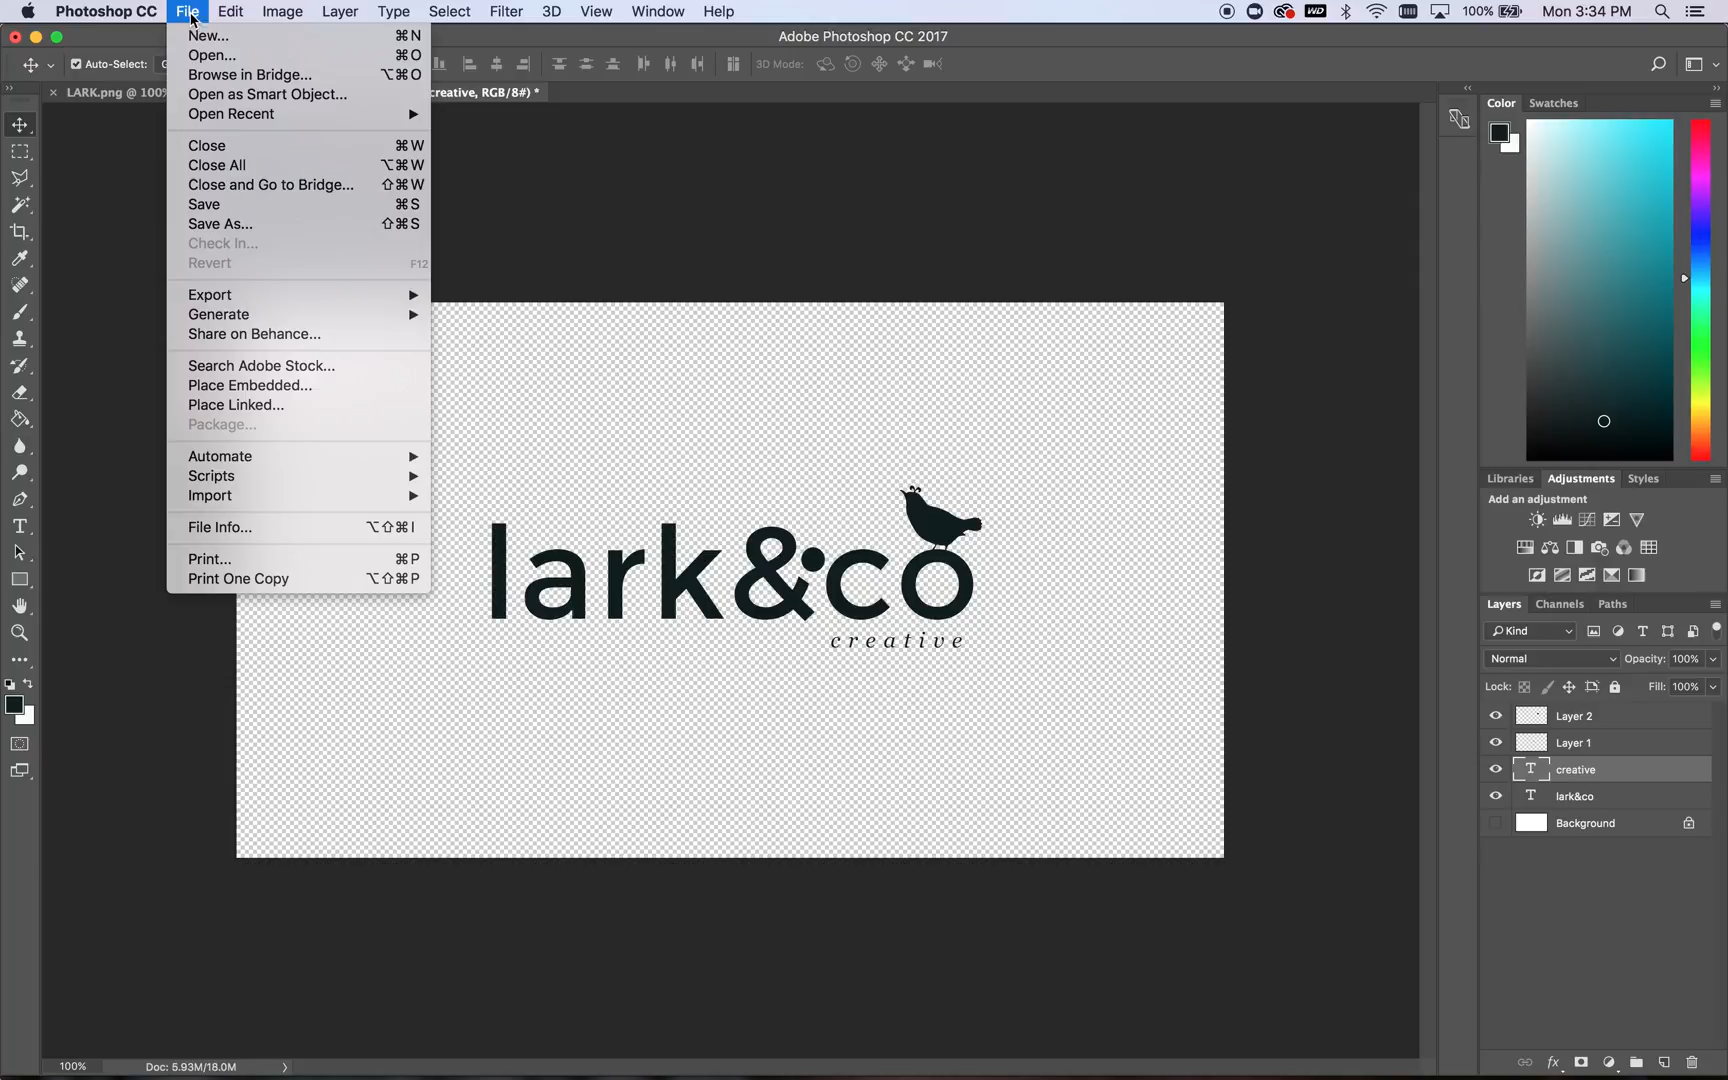 Photoshop CC File Edit Image Layer Type Select Filter 3D View Window Help WD 100% Mon 3:34 PM
Adobe Photoshop CC 2017
Auto-Select: 3D Mode:
× LARK.png @ 100% creative, RGB/8#) *
New... ⌘N
Open... ⌘O
Browse in Bridge... ⌥⌘O
Open as Smart Object...
Open Recent
Close ⌘W
Close All ⌥⌘W
Close and Go to Bridge... ⇧⌘W
Save ⌘S
Save As... ⇧⌘S
Check In...
Revert F12
Export
Generate
Share on Behance...
Search Adobe Stock...
Place Embedded...
Place Linked...
Package...
Automate
Scripts
Import
File Info... ⌥⇧⌘I
Print... ⌘P
Print One Copy ⌥⇧⌘P
lark&co
creative
Color Swatches
Libraries Adjustments Styles
Add an adjustment
Layers Channels Paths
Kind
Normal Opacity: 100%
Lock: Fill: 100%
Layer 2
Layer 1
T creative
T lark&co
Background
fx
100% Doc: 5.93M/18.0M